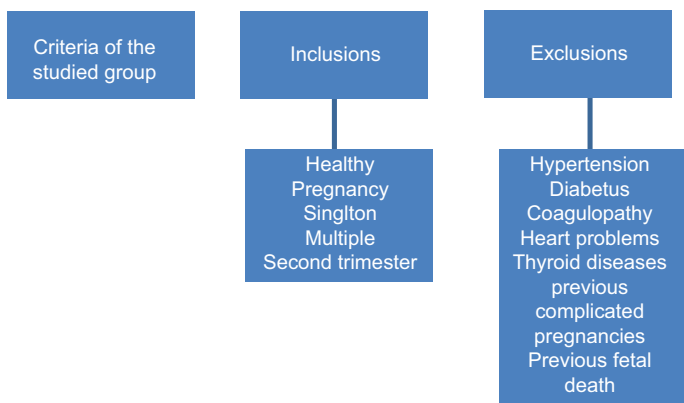 Criteria of the
studied group
Inclusions
Healthy
Pregnancy
Singlton
Multiple
Second trimester
Exclusions
Hypertension
Diabetus
Coagulopathy
Heart problems
Thyroid diseases
previous
complicated
pregnancies
Previous fetal
death